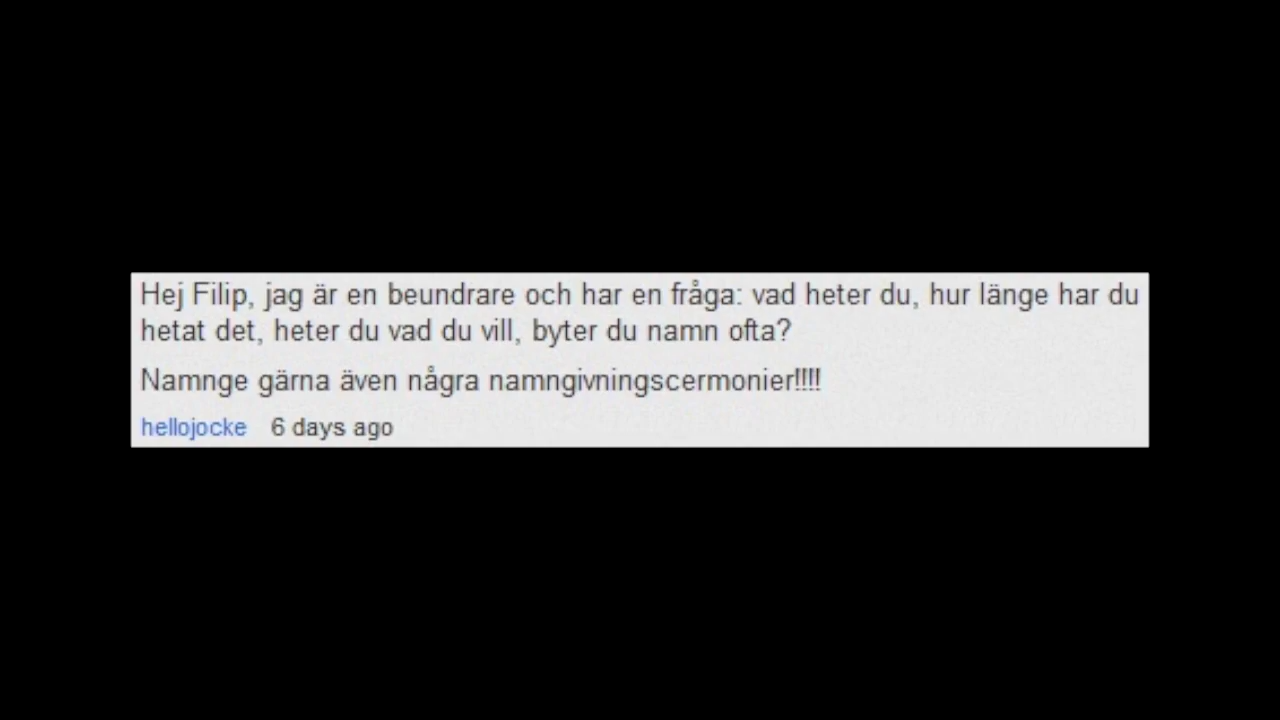 Hej Filip, jag är en beundrare och har en fråga: vad heter du, hur länge har du
hetat det, heter du vad du vill, byter du namn ofta?
Namnge gärna även några namngivningscermonier!!!!
hellojocke 6 days ago